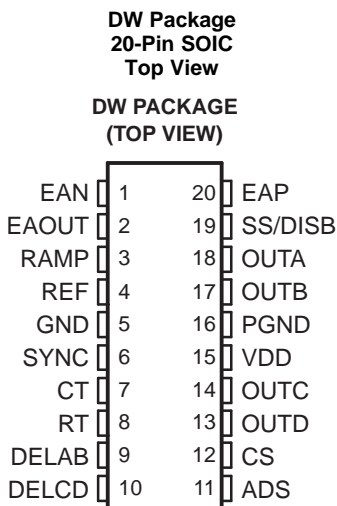 DW Package
20-Pin SOIC
Top View
DW PACKAGE
(TOP VIEW)
EAN 1 20 EAP
EAOUT 2 19 SS/DISB
RAMP 3 18 OUTA
REF 4 17 OUTB
GND 5 16 PGND
SYNC 6 15 VDD
CT 7 14 OUTC
RT 8 13 OUTD
DELAB 9 12 CS
DELCD 10 11 ADS